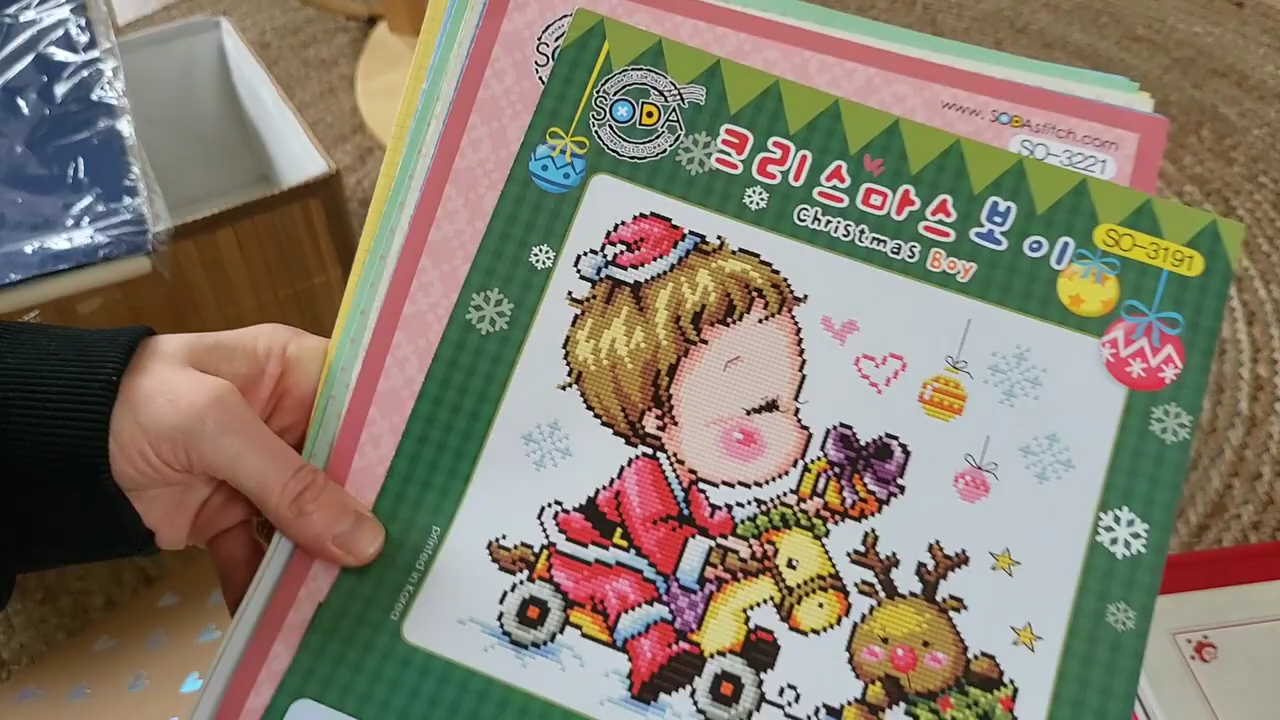 www.SODAstitch.com
SO-3221
SODA
크리스마스 보이
Christmas Boy
SO-3191
Printed in Korea